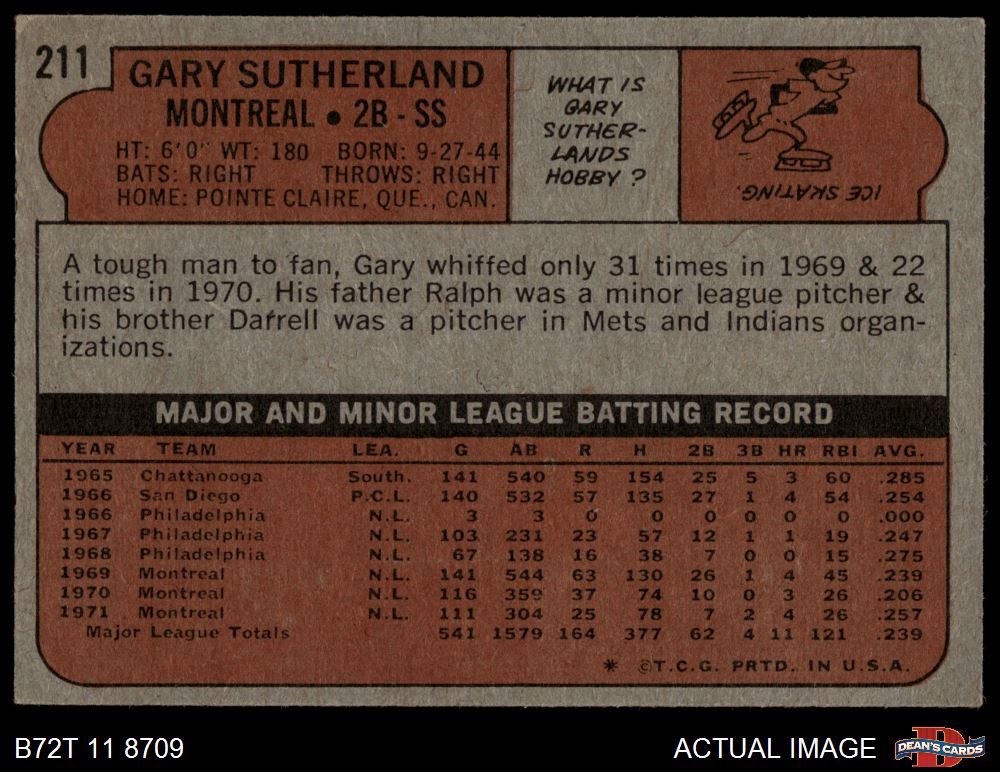 211
GARY SUTHERLAND
MONTREAL • 2B - SS
HT: 6'0" WT: 180 BORN: 9-27-44
BATS: RIGHT THROWS: RIGHT
HOME: POINTE CLAIRE, QUE., CAN.
WHAT IS
GARY
SUTHER-
LANDS
HOBBY?
ICE SKATING.
A tough man to fan, Gary whiffed only 31 times in 1969 & 22
times in 1970. His father Ralph was a minor league pitcher &
his brother Darrell was a pitcher in Mets and Indians organ-
izations.
MAJOR AND MINOR LEAGUE BATTING RECORD
YEAR TEAM LEA. G AB R H 2B 3B HR RBI AVG.
1965 Chattanooga South. 141 540 59 154 25 5 3 60 .285
1966 San Diego P.C.L. 140 532 57 135 27 1 4 54 .254
1966 Philadelphia N.L. 3 3 0 0 0 0 0 0 .000
1967 Philadelphia N.L. 103 231 23 57 12 1 1 19 .247
1968 Philadelphia N.L. 67 138 16 38 7 0 0 15 .275
1969 Montreal N.L. 141 544 63 130 26 1 4 45 .239
1970 Montreal N.L. 116 359 37 74 10 0 3 26 .206
1971 Montreal N.L. 111 304 25 78 7 2 4 26 .257
Major League Totals 541 1579 164 377 62 4 11 121 .239
* ©T.C.G. PRTD. IN U.S.A.
B72T 11 8709
ACTUAL IMAGE
DEAN'S CARDS